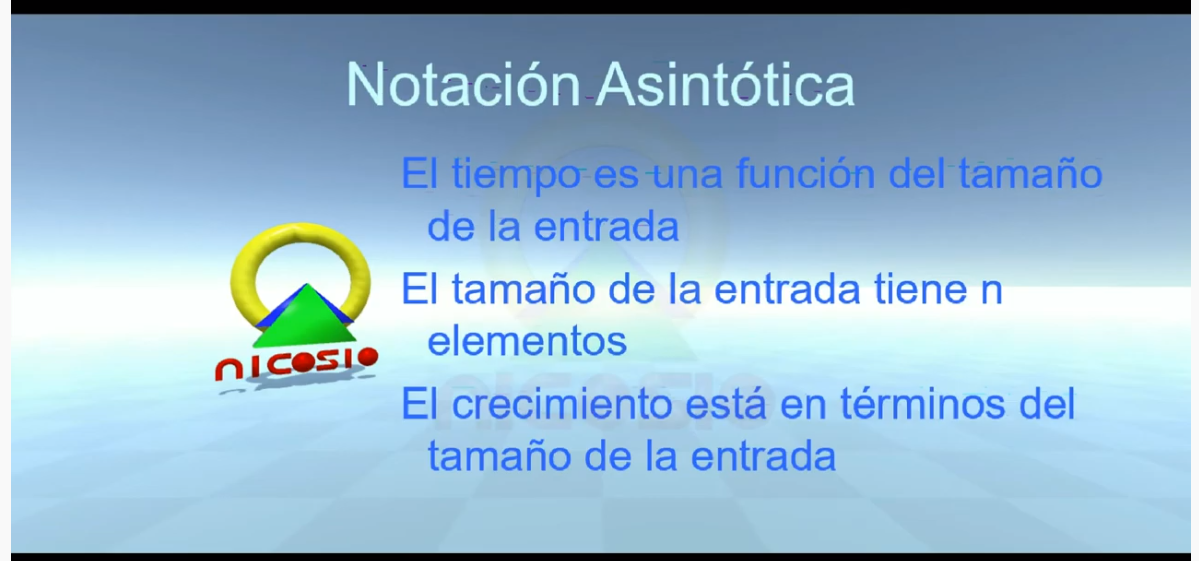 Notación Asintótica
El tiempo es una función del tamaño
de la entrada
El tamaño de la entrada tiene n
elementos
El crecimiento está en términos del
tamaño de la entrada
nicosio
NICOSIO